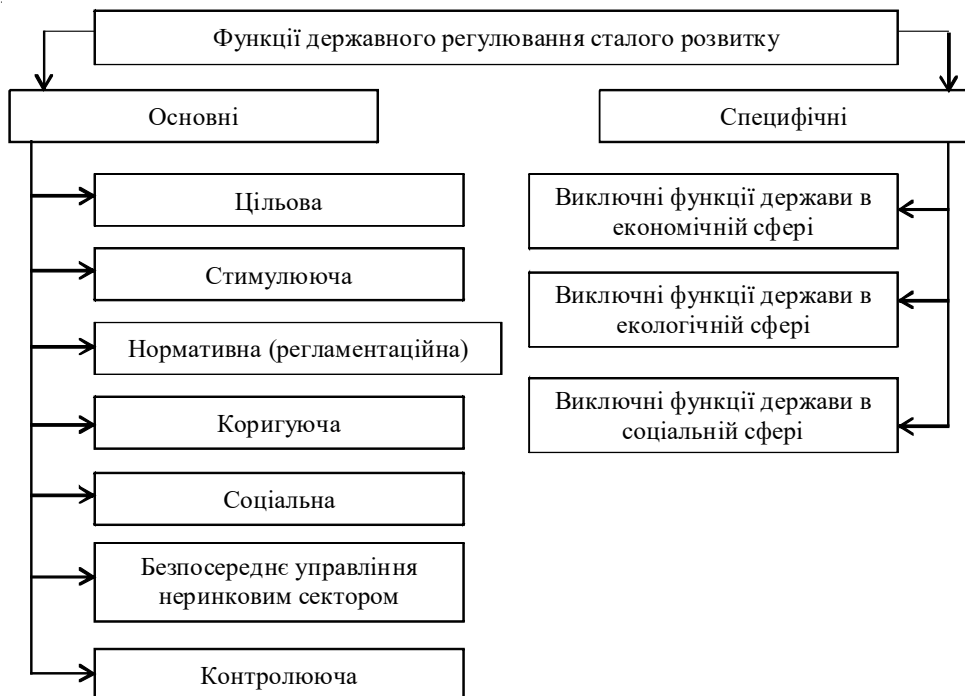 Функції державного регулювання сталого розвитку
Основні
Цільова
Стимулююча
Нормативна (регламентаційна)
Коригуюча
Соціальна
Безпосереднє управління
неринковим сектором
Контролююча
Специфічні
Виключні функції держави в
економічній сфері
Виключні функції держави в
екологічній сфері
Виключні функції держави в
соціальній сфері